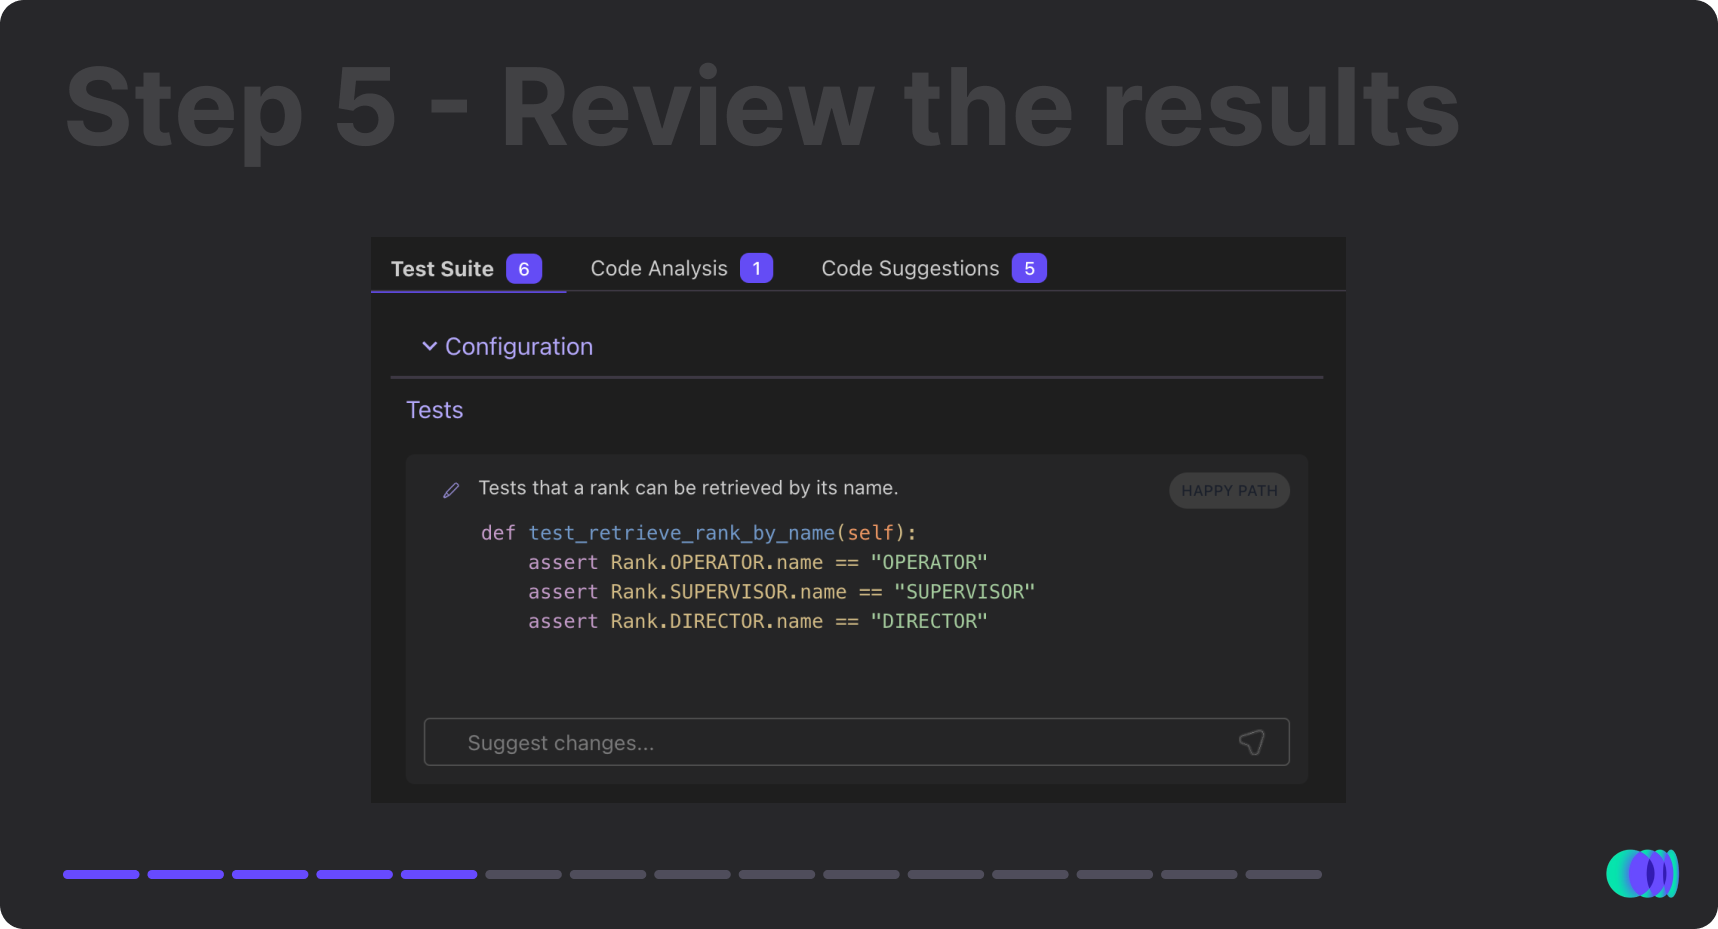 Step 5 - Review the results
Test Suite 6 Code Analysis 1 Code Suggestions 5
Configuration
Tests
Tests that a rank can be retrieved by its name. HAPPY PATH
def test_retrieve_rank_by_name(self):
    assert Rank.OPERATOR.name == "OPERATOR"
    assert Rank.SUPERVISOR.name == "SUPERVISOR"
    assert Rank.DIRECTOR.name == "DIRECTOR"
Suggest changes...